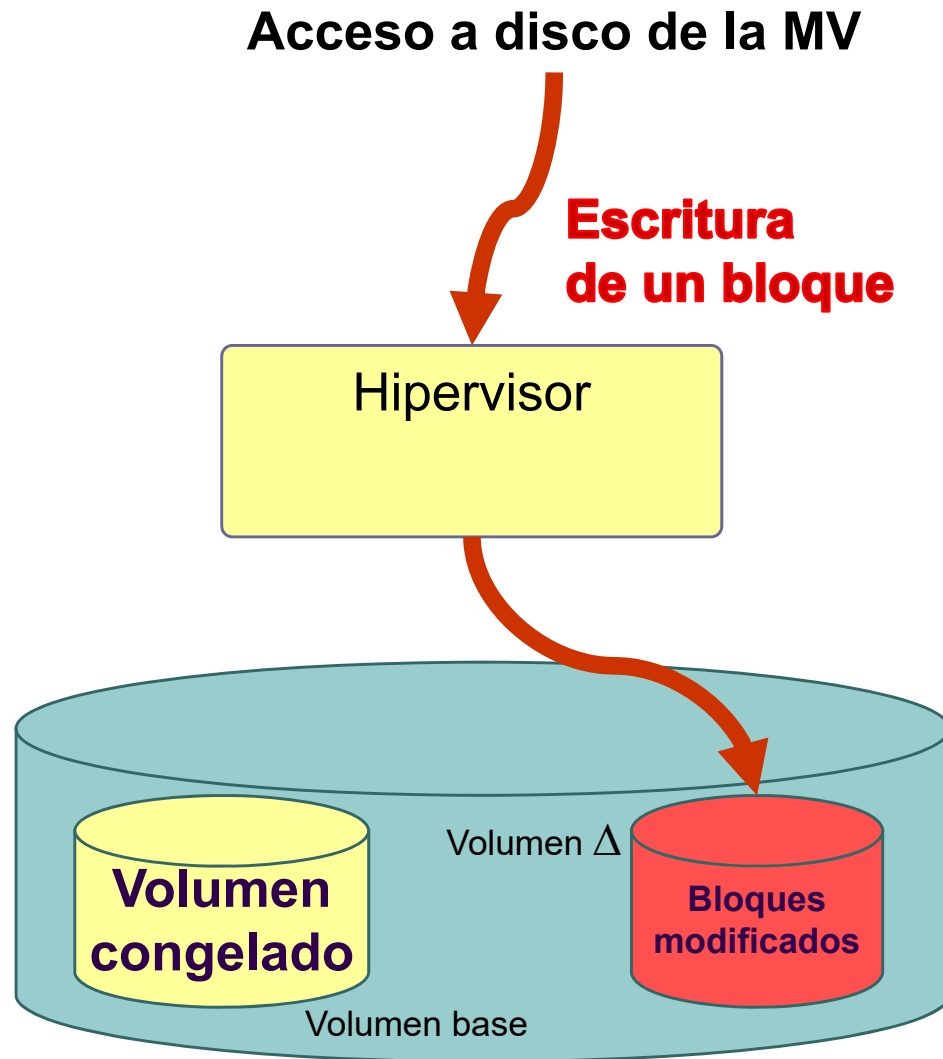 Acceso a disco de la MV
Escritura
de un bloque
Hipervisor
Volumen Δ
Volumen
congelado
Bloques
modificados
Volumen base